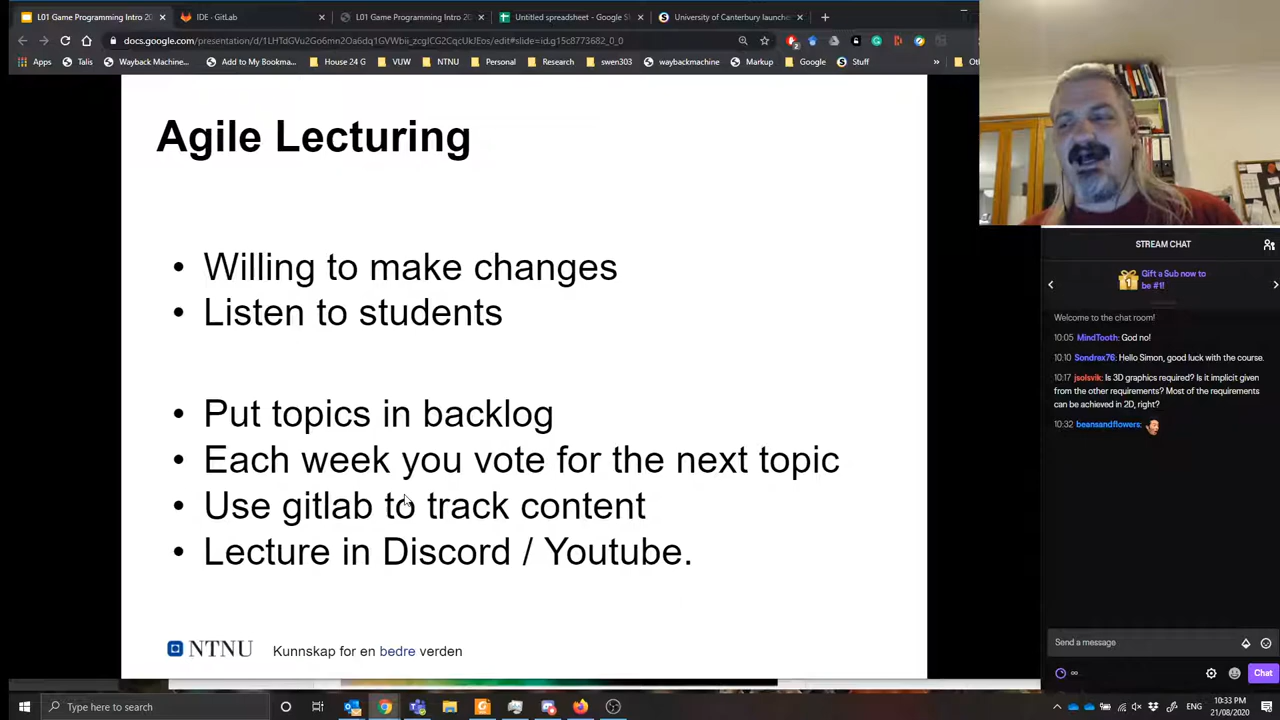 L01 Game Programming Intro 20
IDE · GitLab
L01 Game Programming Intro 20
Untitled spreadsheet - Google Sh
University of Canterbury launche
docs.google.com/presentation/d/1LHTdGVu2Go6mn2Oa6dq1GVWbii_zcgICG2CqcUkJEos/edit#slide=id.g15c8773682_0_0
Apps
Talis
Wayback Machine...
Add to My Bookma...
House 24 G
VUW
NTNU
Personal
Research
swen303
waybackmachine
Markup
Google
Stuff
»
Agile Lecturing
• Willing to make changes
• Listen to students
• Put topics in backlog
• Each week you vote for the next topic
• Use gitlab to track content
• Lecture in Discord / Youtube.
NTNU
Kunnskap for en bedre verden
STREAM CHAT
Gift a Sub now to
be #1!
1
Welcome to the chat room!
10:05 MindTooth: God no!
10:10 Sondrex76: Hello Simon, good luck with the course.
10:17 jsolsvik: Is 3D graphics required? Is it implicit given
from the other requirements? Most of the requirements
can be achieved in 2D, right?
10:32 beansandflowers:
Send a message
∞
Chat
Type here to search
ENG
10:33 PM
21/08/2020